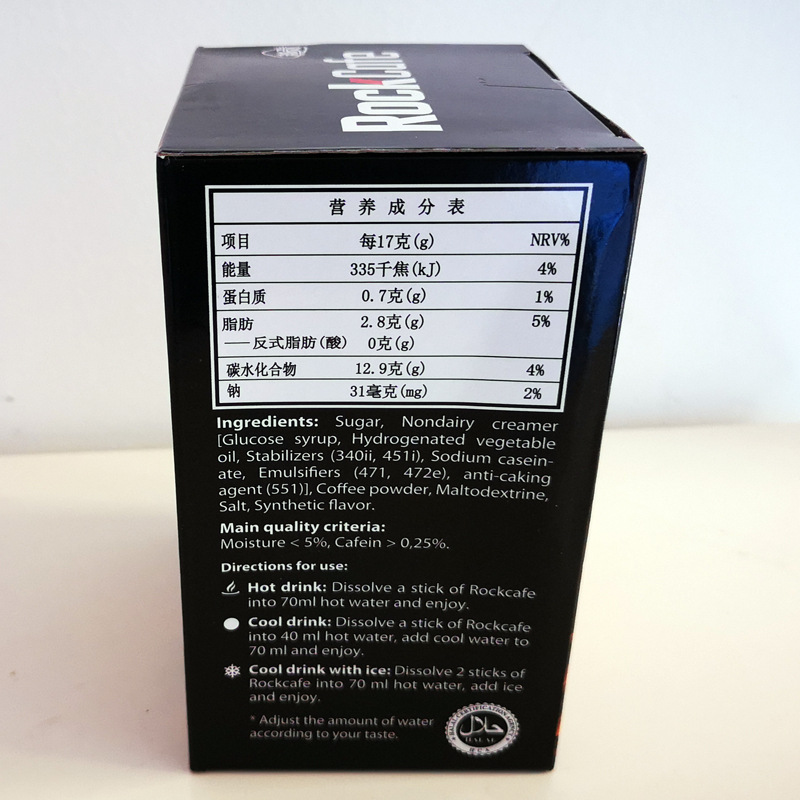 RockCafe
营养成分表
项目 每17克(g) NRV%
能量 335千焦(kJ) 4%
蛋白质 0.7克(g) 1%
脂肪 2.8克(g) 5%
——反式脂肪(酸) 0克(g)
碳水化合物 12.9克(g) 4%
钠 31毫克(mg) 2%
Ingredients: Sugar, Nondairy creamer
[Glucose syrup, Hydrogenated vegetable
oil, Stabilizers (340ii, 451i), Sodium casein-
ate, Emulsifiers (471, 472e), anti-caking
agent (551)], Coffee powder, Maltodextrine,
Salt, Synthetic flavor.
Main quality criteria:
Moisture < 5%, Cafein > 0,25%.
Directions for use:
Hot drink: Dissolve a stick of Rockcafe
into 70ml hot water and enjoy.
Cool drink: Dissolve a stick of Rockcafe
into 40 ml hot water, add cool water to
70 ml and enjoy.
Cool drink with ice: Dissolve 2 sticks of
Rockcafe into 70 ml hot water, add ice
and enjoy.
* Adjust the amount of water
according to your taste.
حلال
HALAL